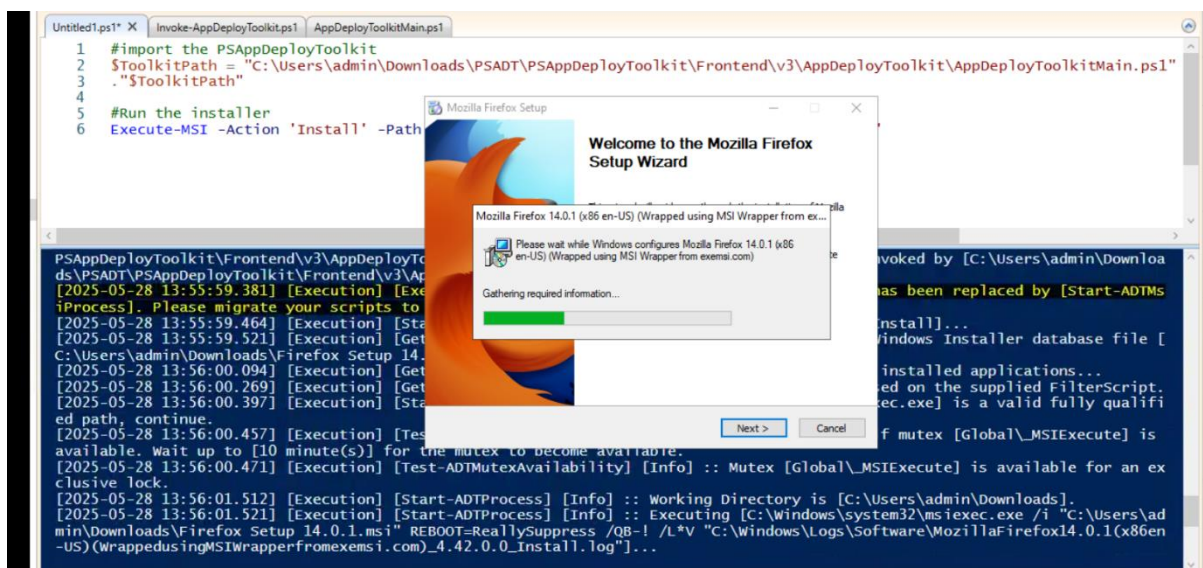 Untitled1.ps1* X Invoke-AppDeployToolkit.ps1 AppDeployToolkitMain.ps1
1 #import the PSAppDeployToolkit
2 $ToolkitPath = "C:\Users\admin\Downloads\PSADT\PSAppDeployToolkit\Frontend\v3\AppDeployToolkit\AppDeployToolkitMain.ps1"
3 ."$ToolkitPath"
4
5 #Run the installer
6 Execute-MSI -Action 'Install' -Path
Mozilla Firefox Setup
Welcome to the Mozilla Firefox
Setup Wizard
Mozilla Firefox 14.0.1 (x86 en-US) (Wrapped using MSI Wrapper from ex...
Please wait while Windows configures Mozilla Firefox 14.0.1 (x86
en-US) (Wrapped using MSI Wrapper from exemsi.com)
Gathering required information...
Next >
Cancel
PSAppDeployToolkit\Frontend\v3\AppDeployTo nvoked by [C:\Users\admin\Downloa
ds\PSADT\PSAppDeployToolkit\Frontend\v3\Ap
[2025-05-28 13:55:59.381] [Execution] [Exe has been replaced by [Start-ADTMs
iProcess]. Please migrate your scripts to
[2025-05-28 13:55:59.464] [Execution] [Sta Install]...
[2025-05-28 13:55:59.521] [Execution] [Get Windows Installer database file [
C:\Users\admin\Downloads\Firefox Setup 14.
[2025-05-28 13:56:00.094] [Execution] [Get installed applications...
[2025-05-28 13:56:00.269] [Execution] [Get sed on the supplied FilterScript.
[2025-05-28 13:56:00.397] [Execution] [Sta ec.exe] is a valid fully qualifi
ed path, continue.
[2025-05-28 13:56:00.457] [Execution] [Tes f mutex [Global\_MSIExecute] is
available. Wait up to [10 minute(s)] for the mutex to become available.
[2025-05-28 13:56:00.471] [Execution] [Test-ADTMutexAvailability] [Info] :: Mutex [Global\_MSIExecute] is available for an ex
clusive lock.
[2025-05-28 13:56:01.512] [Execution] [Start-ADTProcess] [Info] :: Working Directory is [C:\Users\admin\Downloads].
[2025-05-28 13:56:01.521] [Execution] [Start-ADTProcess] [Info] :: Executing [C:\Windows\system32\msiexec.exe /i "C:\Users\ad
min\Downloads\Firefox Setup 14.0.1.msi" REBOOT=ReallySuppress /QB-! /L*V "C:\Windows\Logs\Software\MozillaFirefox14.0.1(x86en
-US)(WrappedusingMSIWrapperfromexemsi.com)_4.42.0.0_Install.log"]...